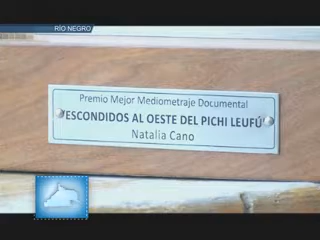 RÍO NEGRO
Premio Mejor Mediometraje Documental
"ESCONDIDOS AL OESTE DEL PICHI LEUFÚ"
Natalia Cano